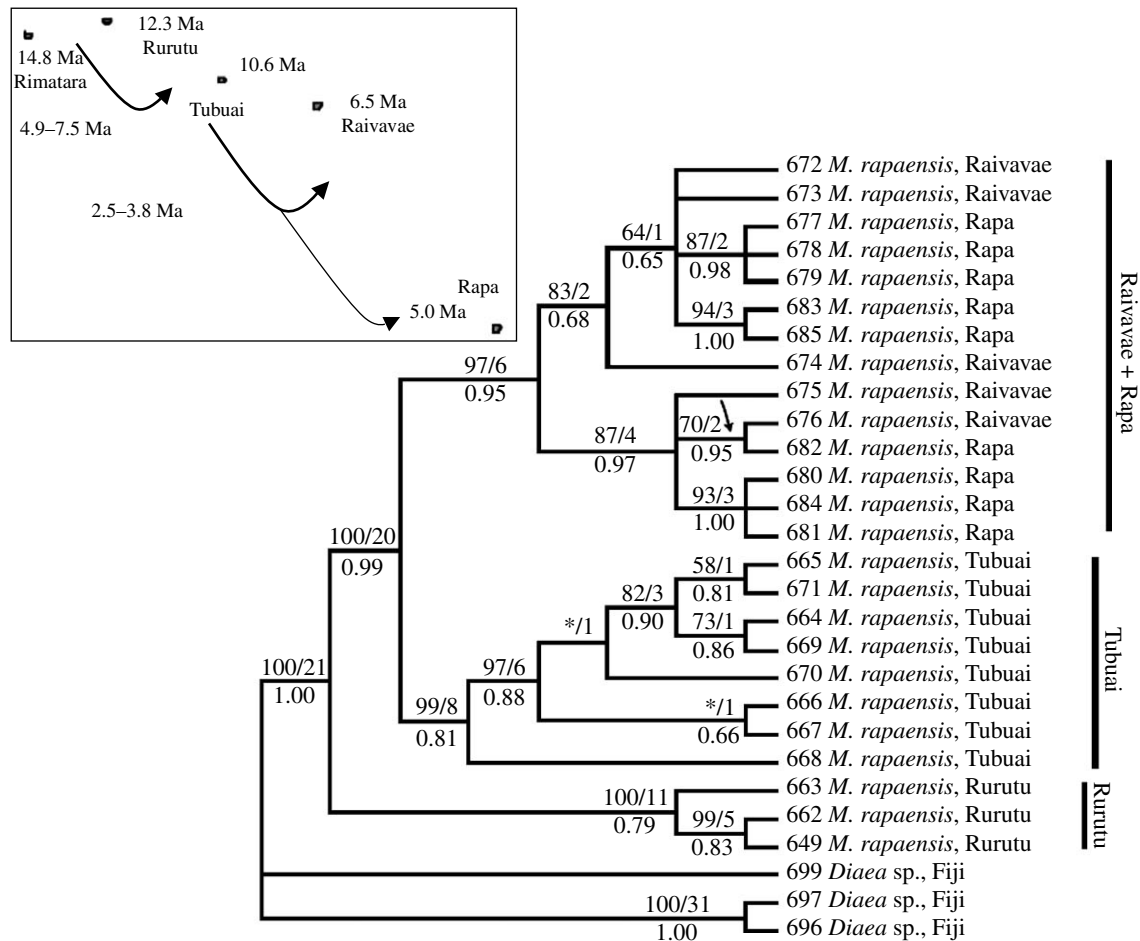 12.3 Ma
Rurutu
14.8 Ma
Rimatara
10.6 Ma
Tubuai
6.5 Ma
Raivavae
4.9–7.5 Ma
2.5–3.8 Ma
Rapa
5.0 Ma
672 M. rapaensis, Raivavae
673 M. rapaensis, Raivavae
677 M. rapaensis, Rapa
678 M. rapaensis, Rapa
679 M. rapaensis, Rapa
683 M. rapaensis, Rapa
685 M. rapaensis, Rapa
674 M. rapaensis, Raivavae
675 M. rapaensis, Raivavae
676 M. rapaensis, Raivavae
682 M. rapaensis, Rapa
680 M. rapaensis, Rapa
684 M. rapaensis, Rapa
681 M. rapaensis, Rapa
665 M. rapaensis, Tubuai
671 M. rapaensis, Tubuai
664 M. rapaensis, Tubuai
669 M. rapaensis, Tubuai
670 M. rapaensis, Tubuai
666 M. rapaensis, Tubuai
667 M. rapaensis, Tubuai
668 M. rapaensis, Tubuai
663 M. rapaensis, Rurutu
662 M. rapaensis, Rurutu
649 M. rapaensis, Rurutu
699 Diaea sp., Fiji
697 Diaea sp., Fiji
696 Diaea sp., Fiji
64/1
0.65
87/2
0.98
83/2
0.68
94/3
1.00
97/6
0.95
70/2
0.95
87/4
0.97
93/3
1.00
100/20
0.99
58/1
0.81
82/3
0.90
73/1
0.86
*/1
97/6
0.88
*/1
0.66
99/8
0.81
100/21
1.00
100/11
0.79
99/5
0.83
100/31
1.00
Raivavae + Rapa
Tubuai
Rurutu